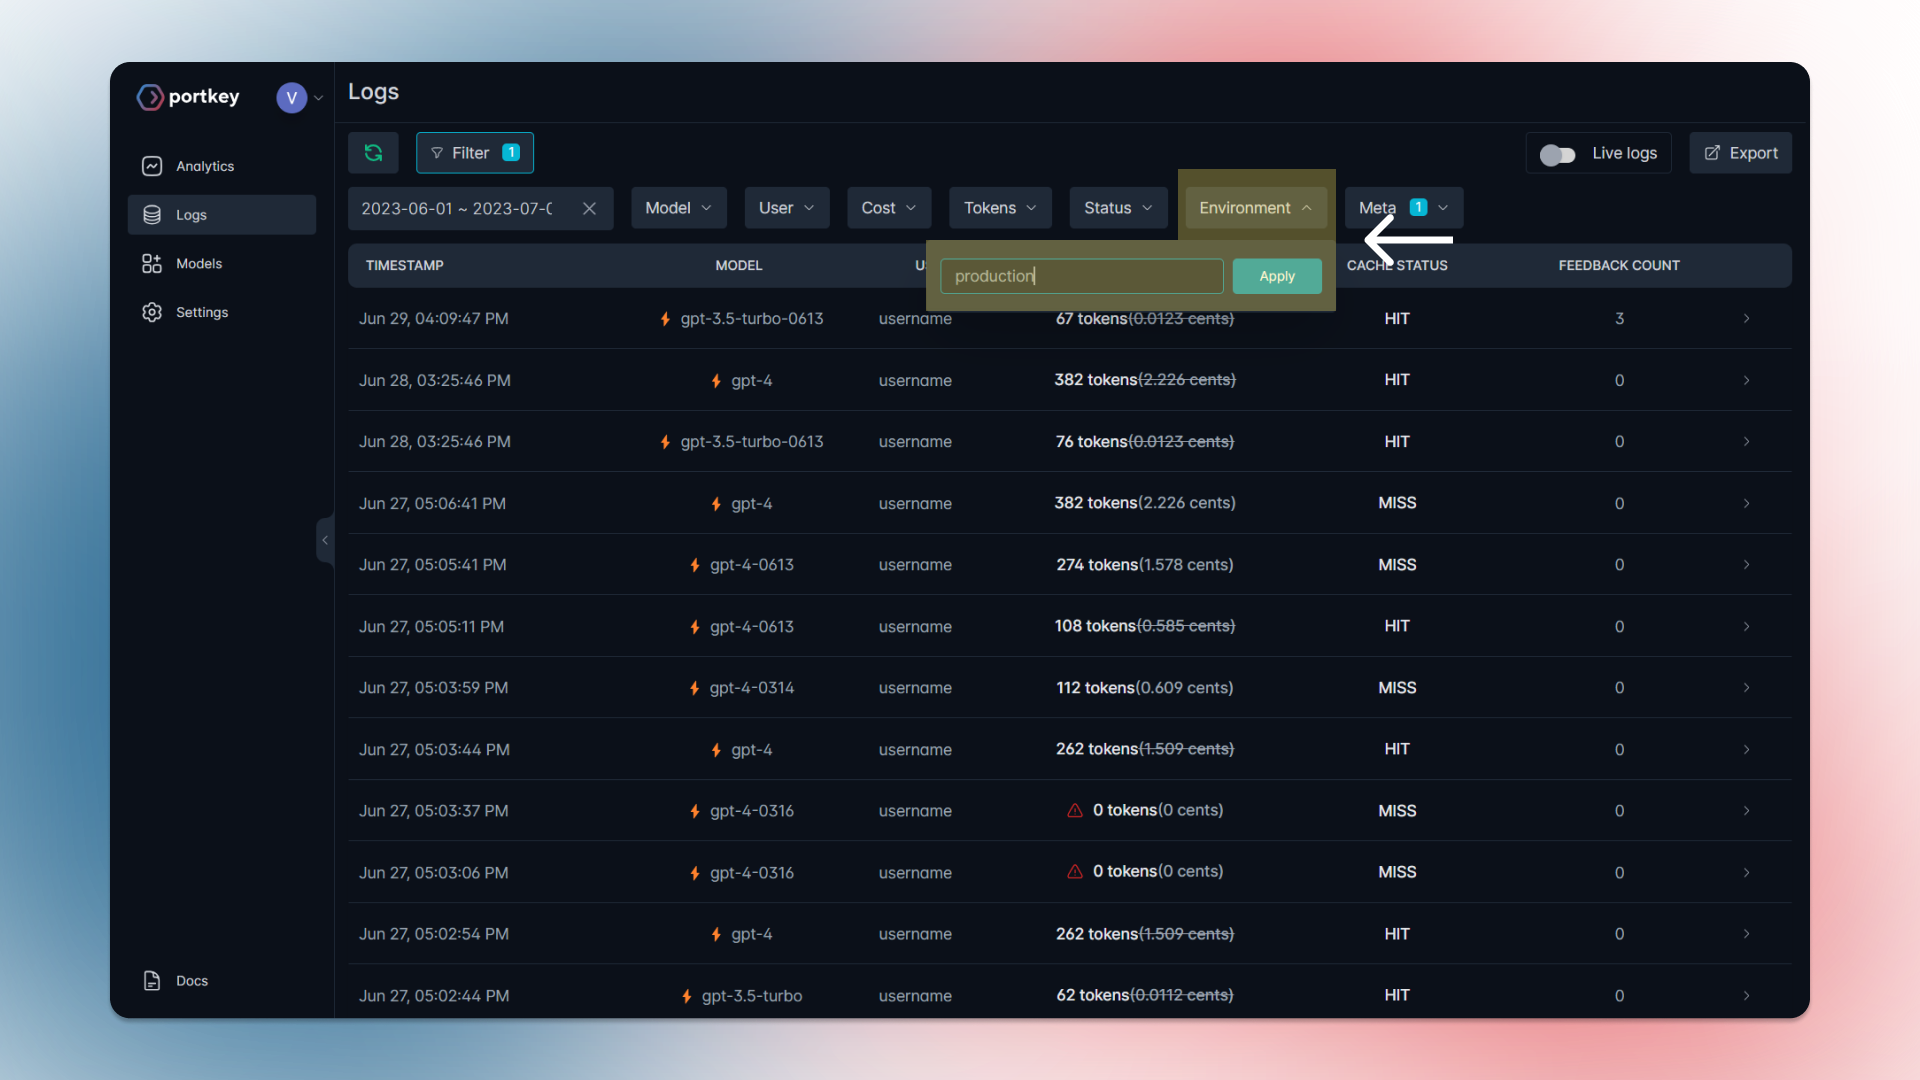 portkey
V
Logs
Analytics
Logs
Models
Settings
Docs
Filter 1
Live logs
Export
2023-06-01 ~ 2023-07-
Model
User
Cost
Tokens
Status
Environment
Meta 1
production
Apply
TIMESTAMP MODEL U CACHE STATUS FEEDBACK COUNT
Jun 29, 04:09:47 PM gpt-3.5-turbo-0613 username 67 tokens(0.0123 cents) HIT 3
Jun 28, 03:25:46 PM gpt-4 username 382 tokens(2.226 cents) HIT 0
Jun 28, 03:25:46 PM gpt-3.5-turbo-0613 username 76 tokens(0.0123 cents) HIT 0
Jun 27, 05:06:41 PM gpt-4 username 382 tokens(2.226 cents) MISS 0
Jun 27, 05:05:41 PM gpt-4-0613 username 274 tokens(1.578 cents) MISS 0
Jun 27, 05:05:11 PM gpt-4-0613 username 108 tokens(0.585 cents) HIT 0
Jun 27, 05:03:59 PM gpt-4-0314 username 112 tokens(0.609 cents) MISS 0
Jun 27, 05:03:44 PM gpt-4 username 262 tokens(1.509 cents) HIT 0
Jun 27, 05:03:37 PM gpt-4-0316 username 0 tokens(0 cents) MISS 0
Jun 27, 05:03:06 PM gpt-4-0316 username 0 tokens(0 cents) MISS 0
Jun 27, 05:02:54 PM gpt-4 username 262 tokens(1.509 cents) HIT 0
Jun 27, 05:02:44 PM gpt-3.5-turbo username 62 tokens(0.0112 cents) HIT 0